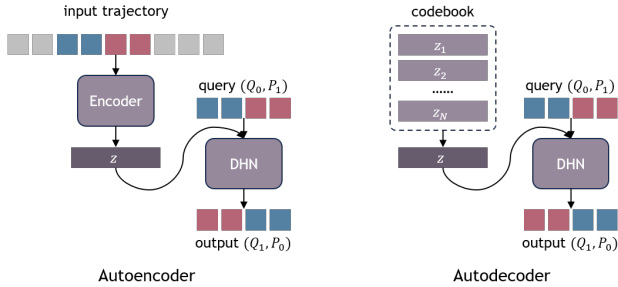 input trajectory
Encoder
z
query (Q₀, P₁)
DHN
output (Q₁, P₀)
Autoencoder
codebook
z₁
z₂
......
z_N
z
query (Q₀, P₁)
DHN
output (Q₁, P₀)
Autodecoder